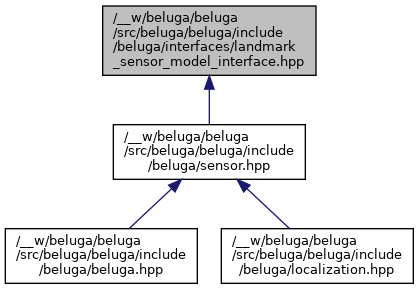 /__w/beluga/beluga
/src/beluga/beluga/include
/beluga/interfaces/landmark
_sensor_model_interface.hpp
/__w/beluga/beluga
/src/beluga/beluga/include
/beluga/sensor.hpp
/__w/beluga/beluga
/src/beluga/beluga/include
/beluga/beluga.hpp
/__w/beluga/beluga
/src/beluga/beluga/include
/beluga/localization.hpp